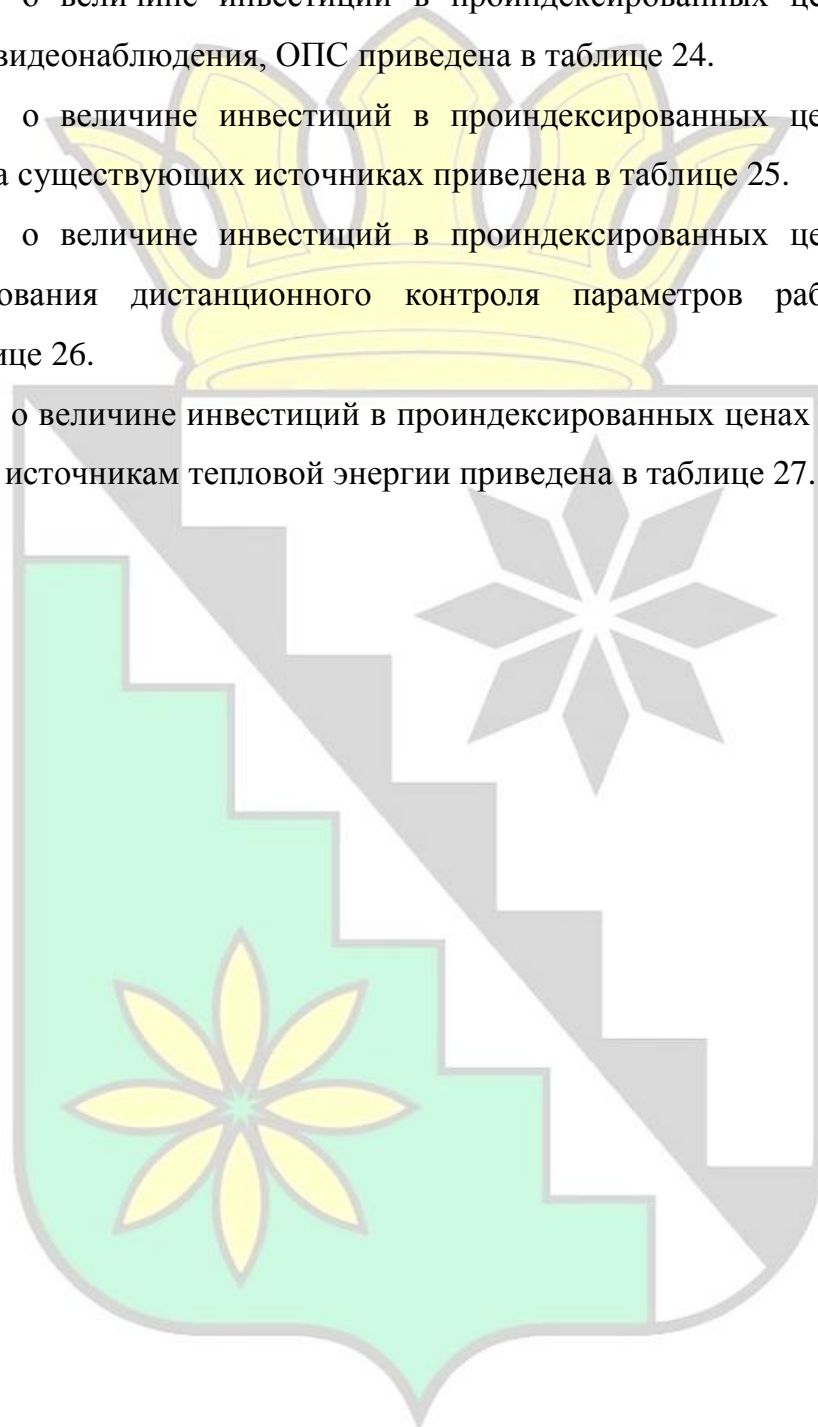 о величине инвестиций в проиндексированных це
видеонаблюдения, ОПС приведена в таблице 24.
о величине инвестиций в проиндексированных це
а существующих источниках приведена в таблице 25.
о величине инвестиций в проиндексированных це
ования дистанционного контроля параметров раб
ице 26.
о величине инвестиций в проиндексированных ценах
источникам тепловой энергии приведена в таблице 27.